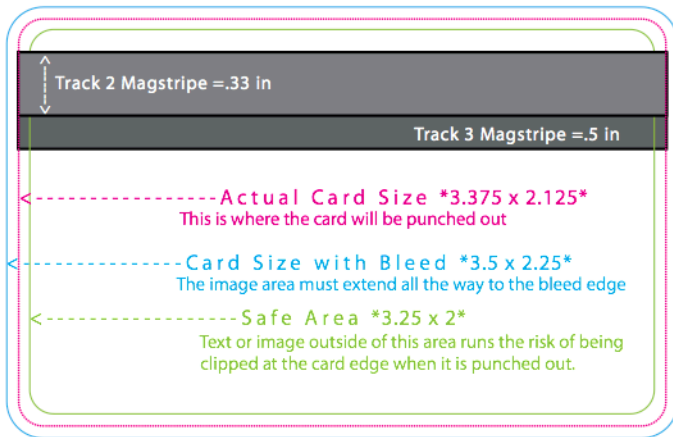 Track 2 Magstripe =.33 in
Track 3 Magstripe =.5 in
Actual Card Size *3.375 x 2.125*
This is where the card will be punched out
Card Size with Bleed *3.5 x 2.25*
The image area must extend all the way to the bleed edge
Safe Area *3.25 x 2*
Text or image outside of this area runs the risk of being
clipped at the card edge when it is punched out.